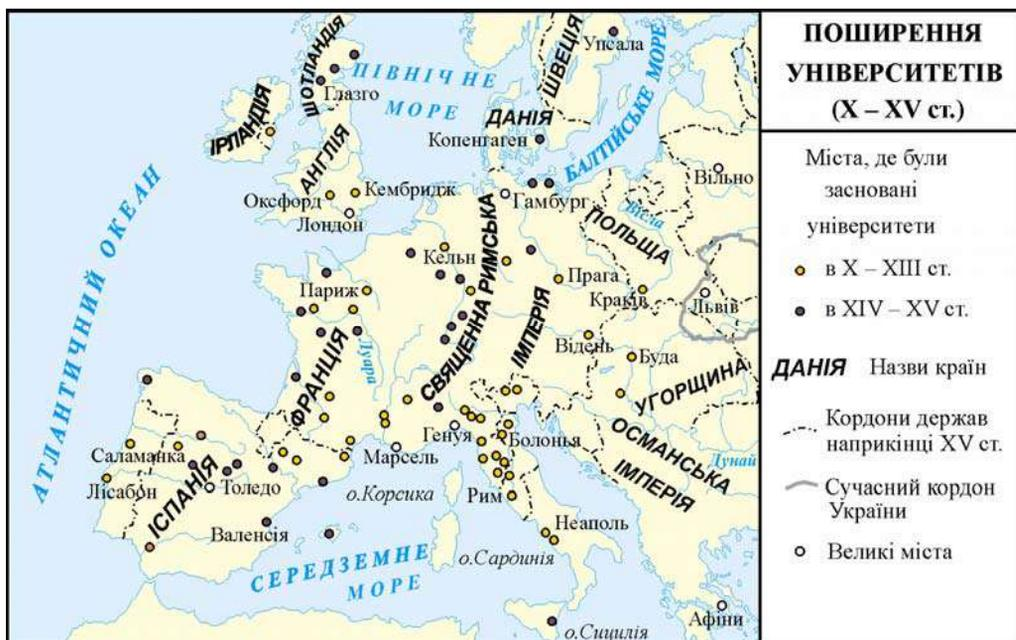 ПОШИРЕННЯ
УНІВЕРСИТЕТІВ
(X – XV ст.)
Міста, де були
засновані
університети
в X – XIII ст.
в XIV – XV ст.
ДАНІЯ Назви країн
Кордони держав
наприкінці XV ст.
Сучасний кордон
України
Великі міста
АТЛАНТИЧНИЙ ОКЕАН
ПІВНІЧНЕ
МОРЕ
БАЛТІЙСЬКЕ МОРЕ
СЕРЕДЗЕМНЕ
МОРЕ
ШОТЛАНДІЯ
ІРЛАНДІЯ
АНГЛІЯ
ШВЕЦІЯ
ДАНІЯ
ПОЛЬЩА
СВЯЩЕННА РИМСЬКА
ІМПЕРІЯ
ФРАНЦІЯ
ІСПАНІЯ
УГОРЩИНА
ОСМАНСЬКА
ІМПЕРІЯ
Упсала
Глазго
Копенгаген
Вільно
Оксфорд
Кембридж
Лондон
Гамбург
Вісла
Кельн
Прага
Краків
Львів
Париж
Луара
Відень
Буда
Генуя
Болонья
Марсель
Саламанка
Лісабон
Толедо
Валенсія
о.Корсика
Рим
Неаполь
о.Сардинія
Дунай
о.Сицилія
Афіни